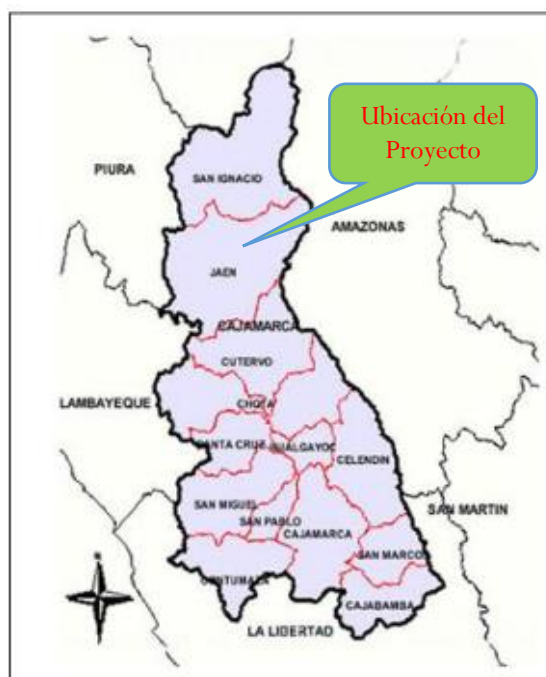 Ubicación del
Proyecto
PIURA
SAN IGNACIO
AMAZONAS
JAEN
CAJAMARCA
CUTERVO
LAMBAYEQUE
CHOTA
SANTA CRUZ
HUALGAYOC
CELENDIN
SAN MIGUEL
SAN MARTIN
SAN PABLO
CAJAMARCA
SAN MARCOS
CONTUMAZA
CAJABAMBA
LA LIBERTAD